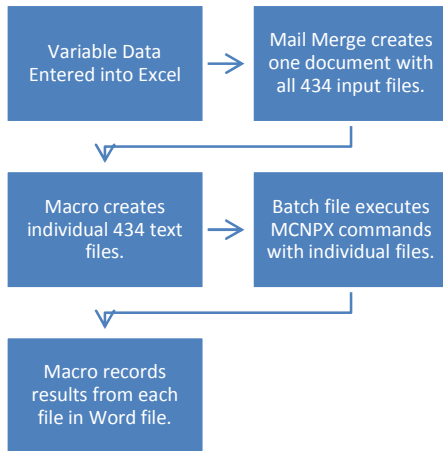 Variable Data
Entered into Excel
Mail Merge creates
one document with
all 434 input files.
Macro creates
individual 434 text
files.
Batch file executes
MCNPX commands
with individual files.
Macro records
results from each
file in Word file.